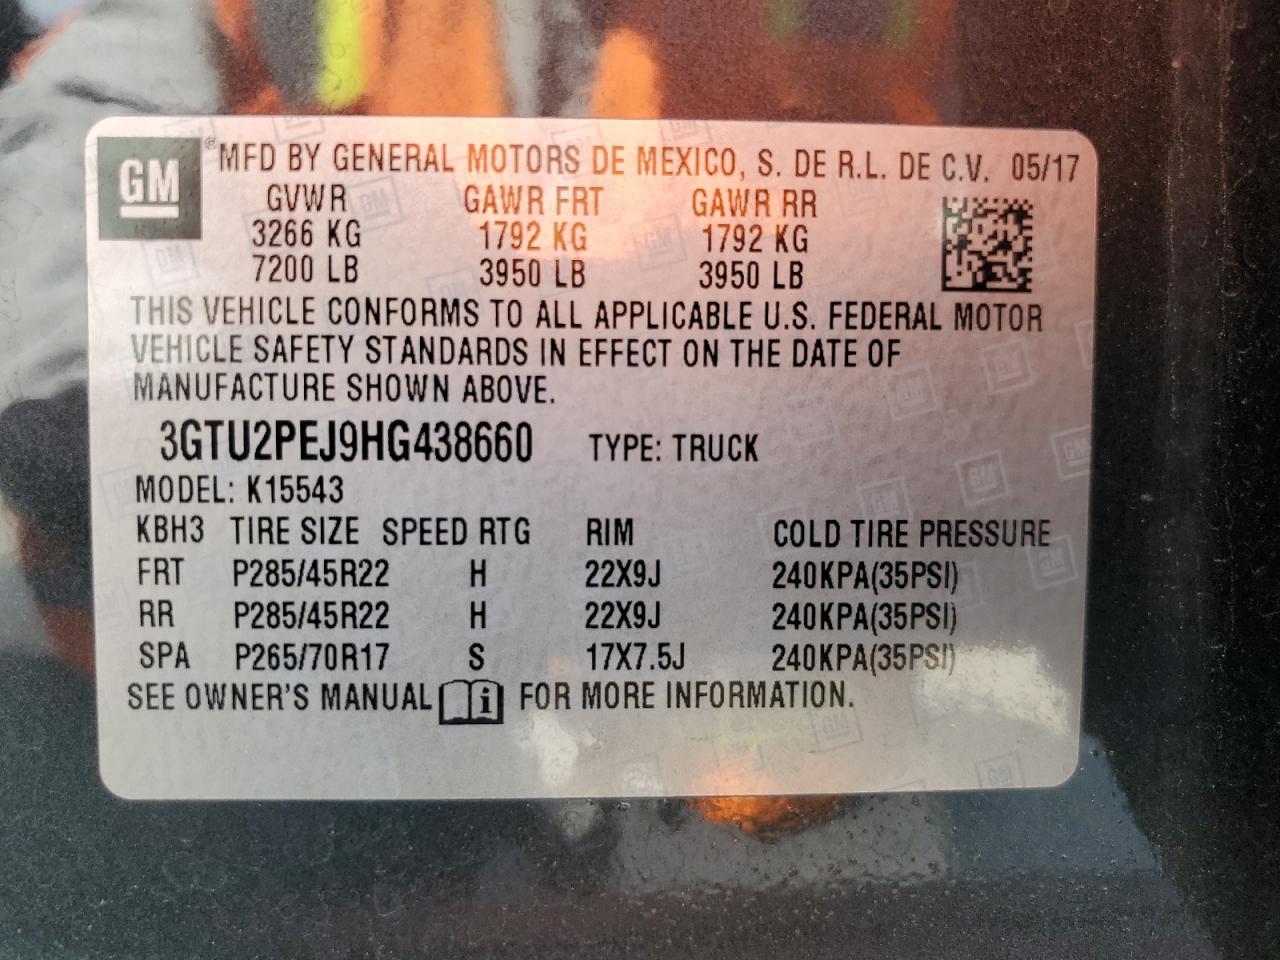 GM ® MFD BY GENERAL MOTORS DE MEXICO, S. DE R.L. DE C.V. 05/17
GVWR GAWR FRT GAWR RR
3266 KG 1792 KG 1792 KG
7200 LB 3950 LB 3950 LB
THIS VEHICLE CONFORMS TO ALL APPLICABLE U.S. FEDERAL MOTOR
VEHICLE SAFETY STANDARDS IN EFFECT ON THE DATE OF
MANUFACTURE SHOWN ABOVE.
3GTU2PEJ9HG438660 TYPE: TRUCK
MODEL: K15543
KBH3 TIRE SIZE SPEED RTG RIM COLD TIRE PRESSURE
FRT P285/45R22 H 22X9J 240KPA(35PSI)
RR P285/45R22 H 22X9J 240KPA(35PSI)
SPA P265/70R17 S 17X7.5J 240KPA(35PSI)
SEE OWNER'S MANUAL i FOR MORE INFORMATION.